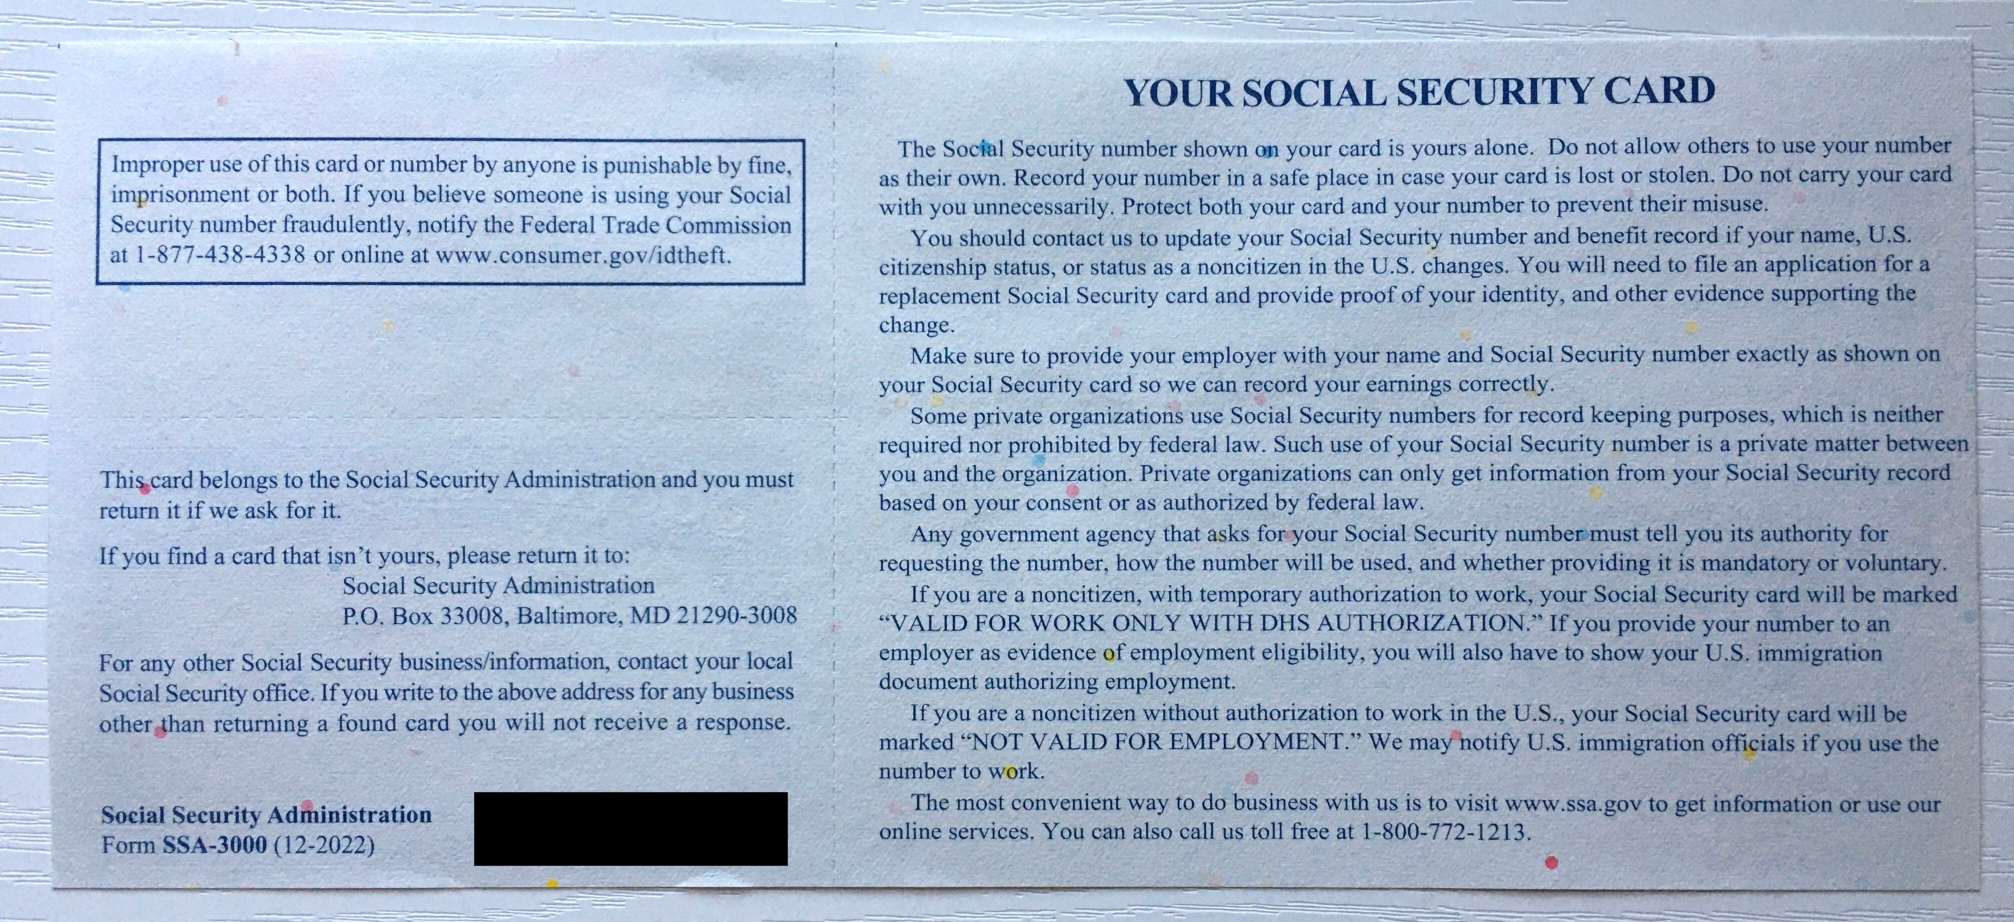 Improper use of this card or number by anyone is punishable by fine,
imprisonment or both. If you believe someone is using your Social
Security number fraudulently, notify the Federal Trade Commission
at 1-877-438-4338 or online at www.consumer.gov/idtheft.
This card belongs to the Social Security Administration and you must
return it if we ask for it.
If you find a card that isn’t yours, please return it to:
Social Security Administration
P.O. Box 33008, Baltimore, MD 21290-3008
For any other Social Security business/information, contact your local
Social Security office. If you write to the above address for any business
other than returning a found card you will not receive a response.
Social Security Administration
Form SSA-3000 (12-2022)
YOUR SOCIAL SECURITY CARD
The Social Security number shown on your card is yours alone. Do not allow others to use your number
as their own. Record your number in a safe place in case your card is lost or stolen. Do not carry your card
with you unnecessarily. Protect both your card and your number to prevent their misuse.
You should contact us to update your Social Security number and benefit record if your name, U.S.
citizenship status, or status as a noncitizen in the U.S. changes. You will need to file an application for a
replacement Social Security card and provide proof of your identity, and other evidence supporting the
change.
Make sure to provide your employer with your name and Social Security number exactly as shown on
your Social Security card so we can record your earnings correctly.
Some private organizations use Social Security numbers for record keeping purposes, which is neither
required nor prohibited by federal law. Such use of your Social Security number is a private matter between
you and the organization. Private organizations can only get information from your Social Security record
based on your consent or as authorized by federal law.
Any government agency that asks for your Social Security number must tell you its authority for
requesting the number, how the number will be used, and whether providing it is mandatory or voluntary.
If you are a noncitizen, with temporary authorization to work, your Social Security card will be marked
“VALID FOR WORK ONLY WITH DHS AUTHORIZATION.” If you provide your number to an
employer as evidence of employment eligibility, you will also have to show your U.S. immigration
document authorizing employment.
If you are a noncitizen without authorization to work in the U.S., your Social Security card will be
marked “NOT VALID FOR EMPLOYMENT.” We may notify U.S. immigration officials if you use the
number to work.
The most convenient way to do business with us is to visit www.ssa.gov to get information or use our
online services. You can also call us toll free at 1-800-772-1213.